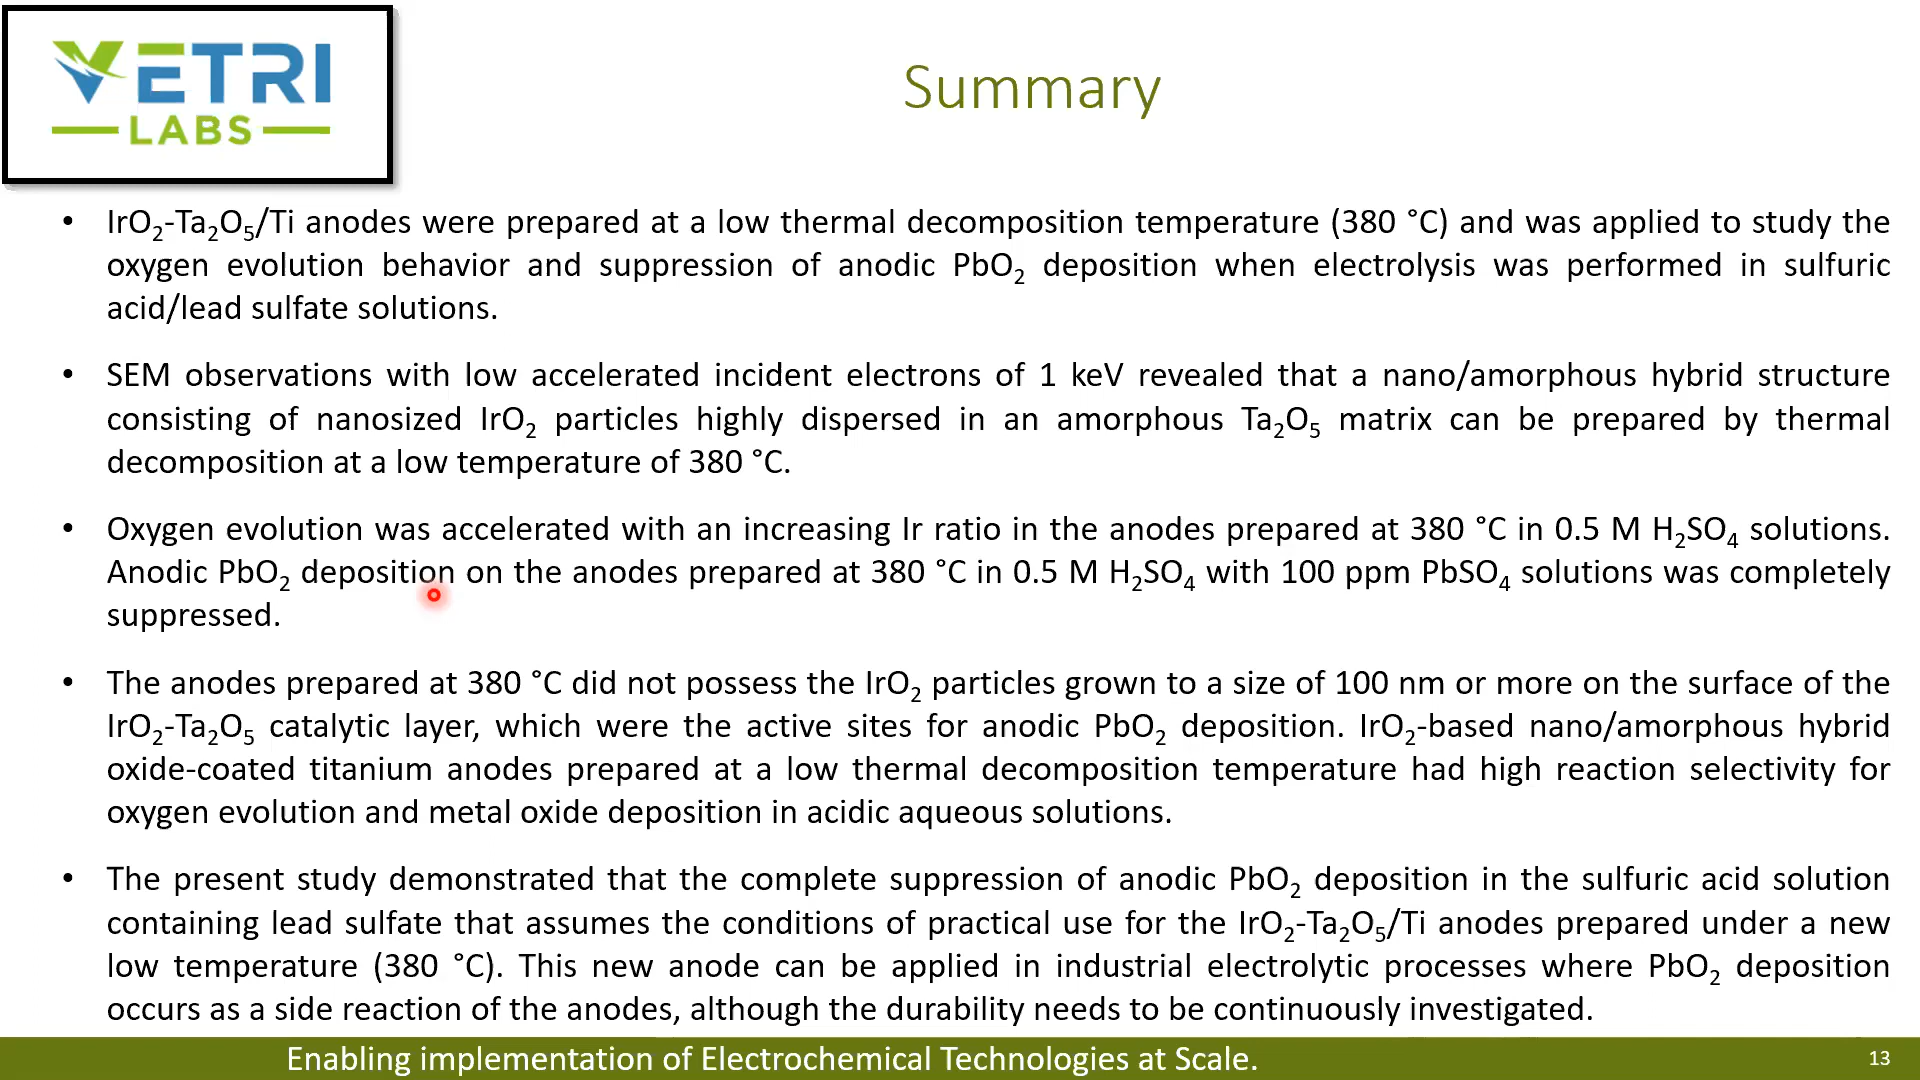 VETRI
LABS
Summary
• IrO₂-Ta₂O₅/Ti anodes were prepared at a low thermal decomposition temperature (380 °C) and was applied to study the
oxygen evolution behavior and suppression of anodic PbO₂ deposition when electrolysis was performed in sulfuric
acid/lead sulfate solutions.
• SEM observations with low accelerated incident electrons of 1 keV revealed that a nano/amorphous hybrid structure
consisting of nanosized IrO₂ particles highly dispersed in an amorphous Ta₂O₅ matrix can be prepared by thermal
decomposition at a low temperature of 380 °C.
• Oxygen evolution was accelerated with an increasing Ir ratio in the anodes prepared at 380 °C in 0.5 M H₂SO₄ solutions.
Anodic PbO₂ deposition on the anodes prepared at 380 °C in 0.5 M H₂SO₄ with 100 ppm PbSO₄ solutions was completely
suppressed.
• The anodes prepared at 380 °C did not possess the IrO₂ particles grown to a size of 100 nm or more on the surface of the
IrO₂-Ta₂O₅ catalytic layer, which were the active sites for anodic PbO₂ deposition. IrO₂-based nano/amorphous hybrid
oxide-coated titanium anodes prepared at a low thermal decomposition temperature had high reaction selectivity for
oxygen evolution and metal oxide deposition in acidic aqueous solutions.
• The present study demonstrated that the complete suppression of anodic PbO₂ deposition in the sulfuric acid solution
containing lead sulfate that assumes the conditions of practical use for the IrO₂-Ta₂O₅/Ti anodes prepared under a new
low temperature (380 °C). This new anode can be applied in industrial electrolytic processes where PbO₂ deposition
occurs as a side reaction of the anodes, although the durability needs to be continuously investigated.
Enabling implementation of Electrochemical Technologies at Scale.
13